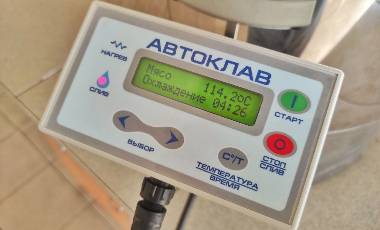 АВТОКЛАВ
НАГРЕВ
Мясо 114.2oC
Охлаждение 04:26
СЛИВ
СТАРТ
ВЫБОР
C°/T
ТЕМПЕРАТУРА
ВРЕМЯ
СТОП
СЛИВ